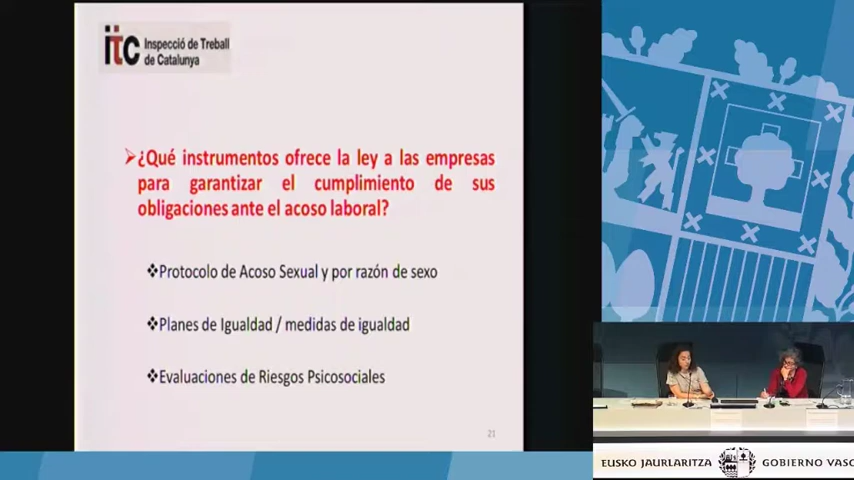 itc Inspecció de Treball
de Catalunya
➢¿Qué instrumentos ofrece la ley a las empresas
para garantizar el cumplimiento de sus
obligaciones ante el acoso laboral?
❖Protocolo de Acoso Sexual y por razón de sexo
❖Planes de Igualdad / medidas de igualdad
❖Evaluaciones de Riesgos Psicosociales
21
EUSKO JAURLARITZA GOBIERNO VASC